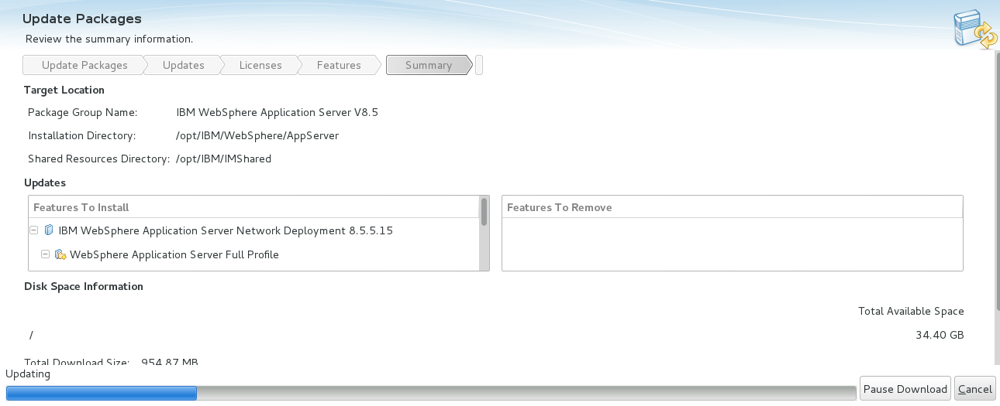 Update Packages
Review the summary information.
Update Packages Updates Licenses Features Summary
Target Location
Package Group Name: IBM WebSphere Application Server V8.5
Installation Directory: /opt/IBM/WebSphere/AppServer
Shared Resources Directory: /opt/IBM/IMShared
Updates
Features To Install Features To Remove
IBM WebSphere Application Server Network Deployment 8.5.5.15
WebSphere Application Server Full Profile
Disk Space Information
Total Available Space
/ 34.40 GB
Total Download Size: 954.87 MB
Updating
Pause Download Cancel